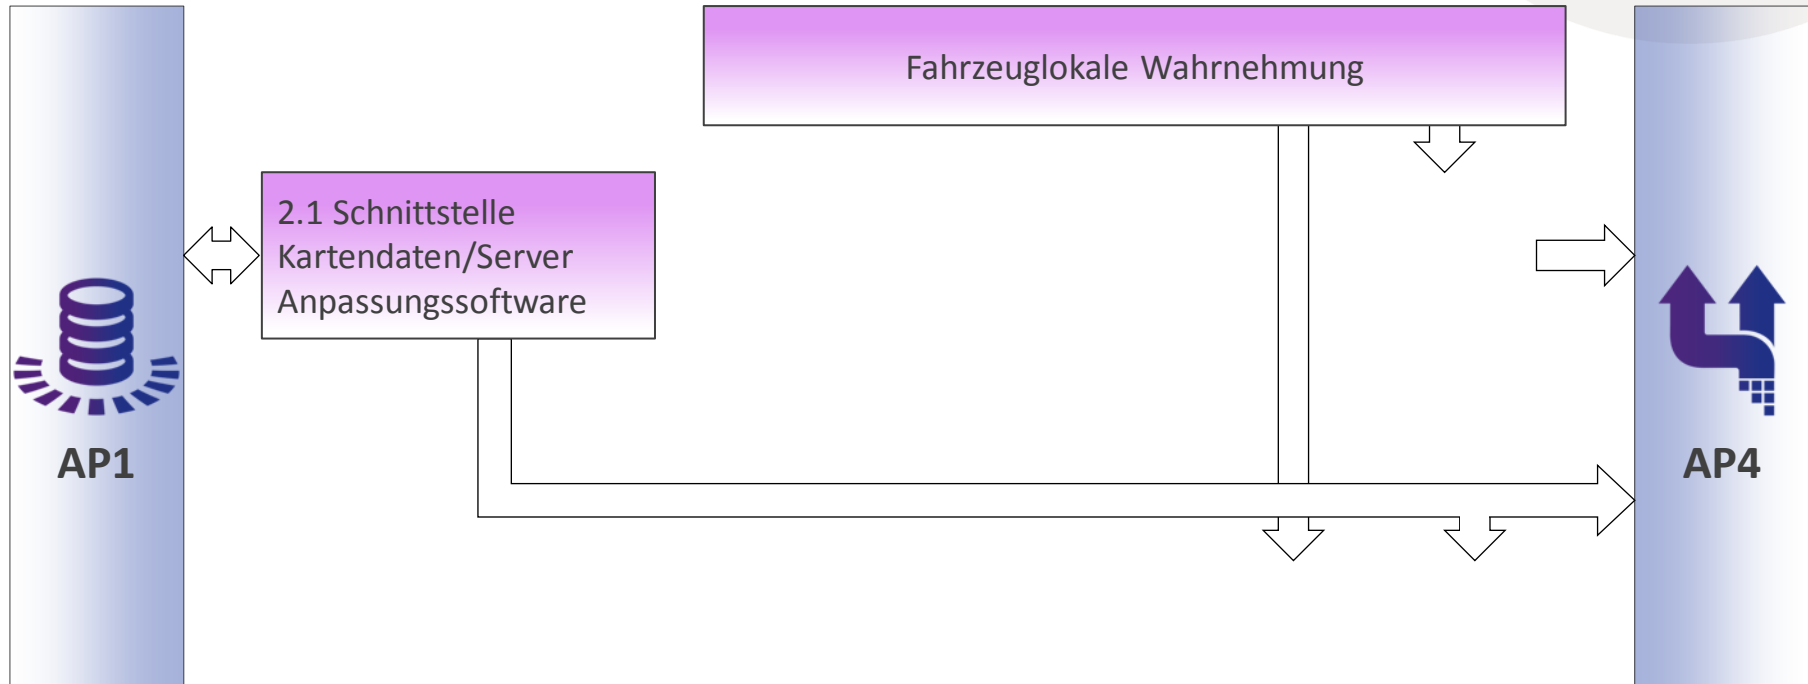 Fahrzeuglokale Wahrnehmung
2.1 Schnittstelle
Kartendaten/Server
Anpassungssoftware
AP1
AP4